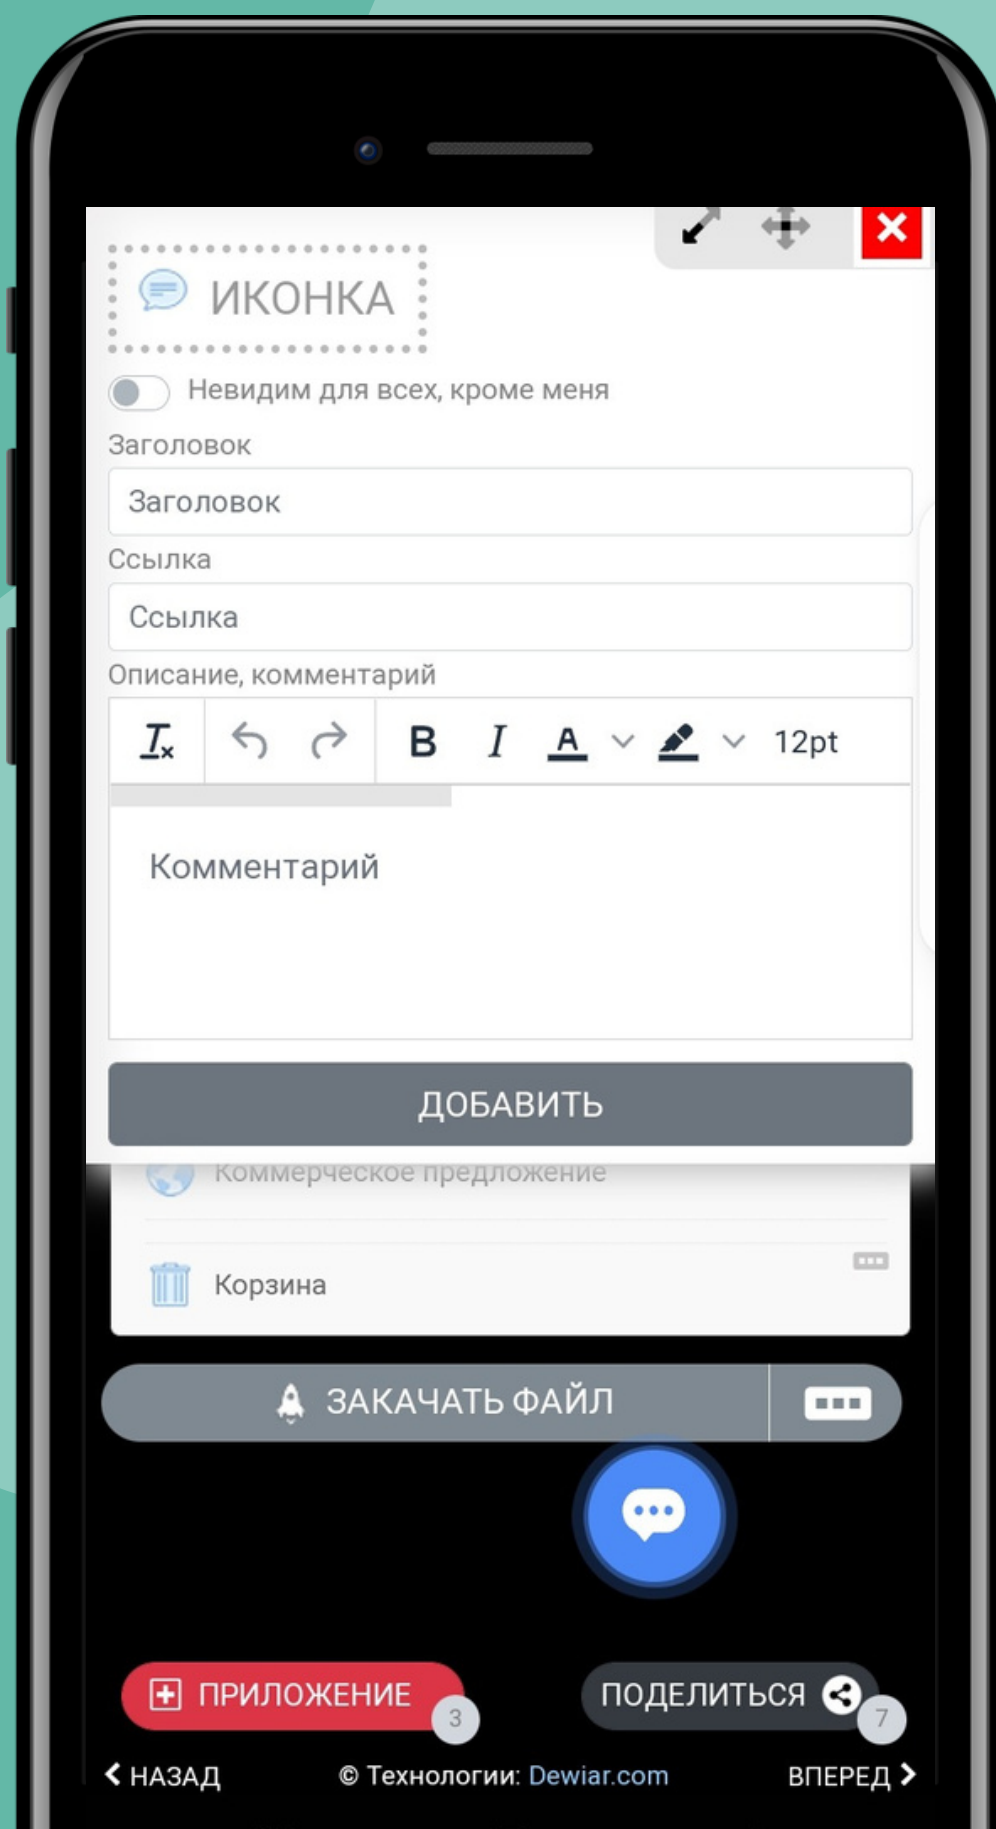 ИКОНКА
Невидим для всех, кроме меня
Заголовок
Заголовок
Ссылка
Ссылка
Описание, комментарий
B I A 12pt
Комментарий
ДОБАВИТЬ
Коммерческое предложение
Корзина
ЗАКАЧАТЬ ФАЙЛ
ПРИЛОЖЕНИЕ 3
ПОДЕЛИТЬСЯ 7
НАЗАД © Технологии: Dewiar.com ВПЕРЕД